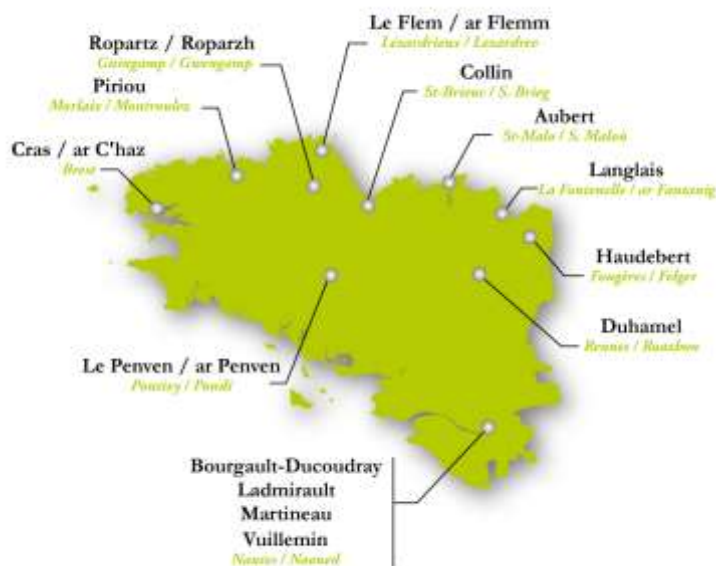 Le Flem / ar Flemm
Lézardrieux / Lezardrev
Ropartz / Roparzh
Guingamp / Gwengamp
Collin
St-Brieuc / S. Brieg
Piriou
Morlaix / Montroulez
Aubert
St-Malo / S. Maloù
Cras / ar C'haz
Brest
Langlais
La Fontenelle / ar Fantanig
Haudebert
Fougères / Felger
Duhamel
Rennes / Roazhon
Le Penven / ar Penven
Pontivy / Pondi
Bourgault-Ducoudray
Ladmirault
Martineau
Vuillemin
Nantes / Naoned